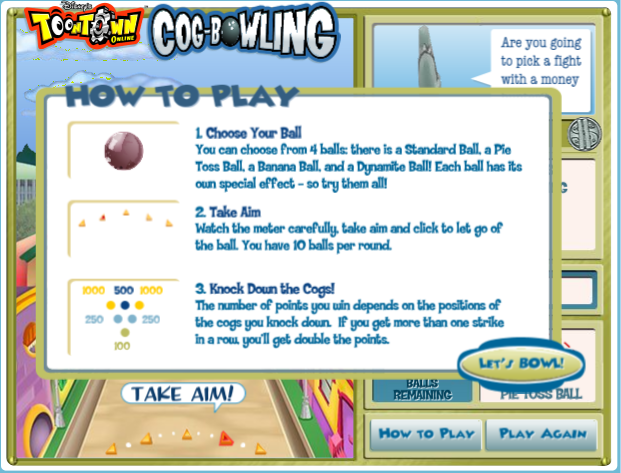 Disney's
TOONTOWN
ONLINE
COG-BOWLING
Are you going
to pick a fight
with a money
HOW TO PLAY
1. Choose Your Ball
You can choose from 4 balls: there is a Standard Ball, a Pie
Toss Ball, a Banana Ball, and a Dynamite Ball! Each ball has its
own special effect - so try them all!
2. Take Aim
Watch the meter carefully, take aim and click to let go of
the ball. You have 10 balls per round.
1000 500 1000
250 250
100
3. Knock Down the Cogs!
The number of points you win depends on the positions of
the cogs you knock down. If you get more than one strike
in a row, you'll get double the points.
LET'S BOWL!
TAKE AIM!
BALLS
REMAINING
PIE TOSS BALL
HOW TO PLAY
PLAY AGAIN